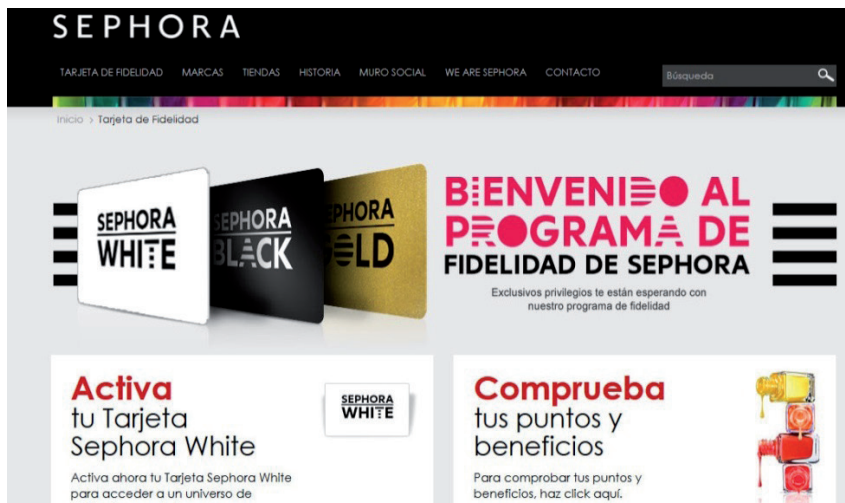 SEPHORA
TARJETA DE FIDELIDAD MARCAS TIENDAS HISTORIA MURO SOCIAL WE ARE SEPHORA CONTACTO
Búsqueda
Inicio > Tarjeta de Fidelidad
SEPHORA
WHITE
SEPHORA
BLACK
SEPHORA
GOLD
BIENVENIDO AL
PROGRAMA DE
FIDELIDAD DE SEPHORA
Exclusivos privilegios te están esperando con
nuestro programa de fidelidad
Activa
tu Tarjeta
Sephora White
SEPHORA
WHITE
Activa ahora tu Tarjeta Sephora White
para acceder a un universo de
Comprueba
tus puntos y
beneficios
Para comprobar tus puntos y
beneficios, haz click aquí.